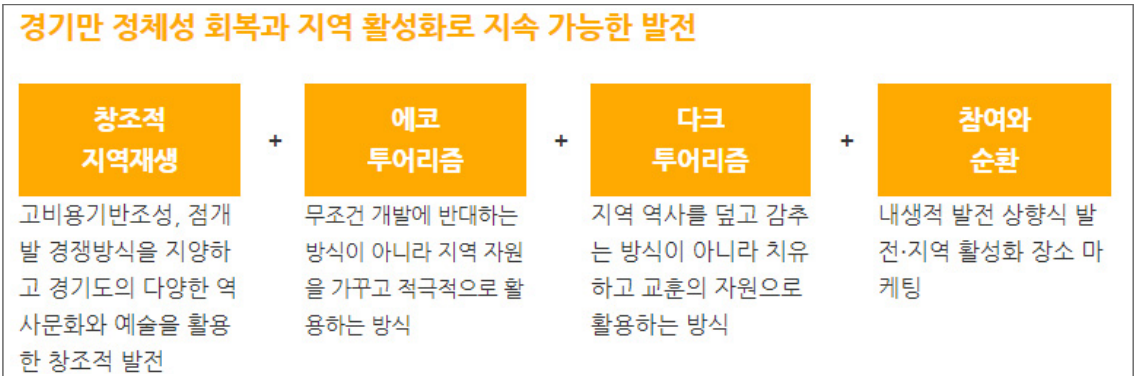 경기만 정체성 회복과 지역 활성화로 지속 가능한 발전
창조적
지역재생
+
에코
투어리즘
+
다크
투어리즘
+
참여와
순환
고비용기반조성, 점개
발 경쟁방식을 지양하
고 경기도의 다양한 역
사문화와 예술을 활용
한 창조적 발전
무조건 개발에 반대하는
방식이 아니라 지역 자원
을 가꾸고 적극적으로 활
용하는 방식
지역 역사를 덮고 감추
는 방식이 아니라 치유
하고 교훈의 자원으로
활용하는 방식
내생적 발전 상향식 발
전·지역 활성화 장소 마
케팅